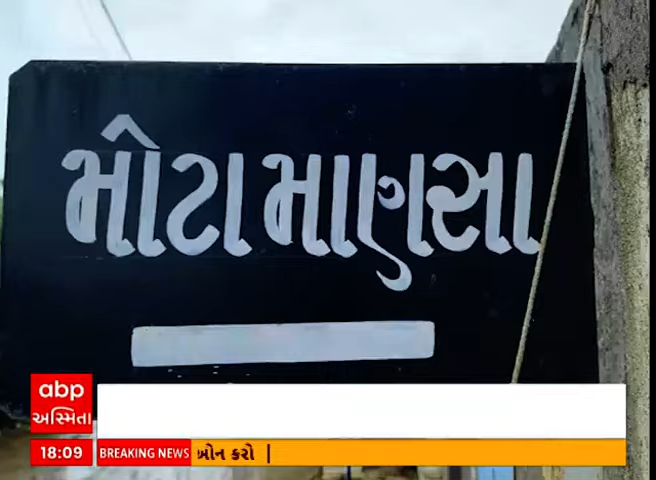 મોટા માણસા
abp
અસ્મિતા
18:09
BREAKING NEWS
ખોન કરો |